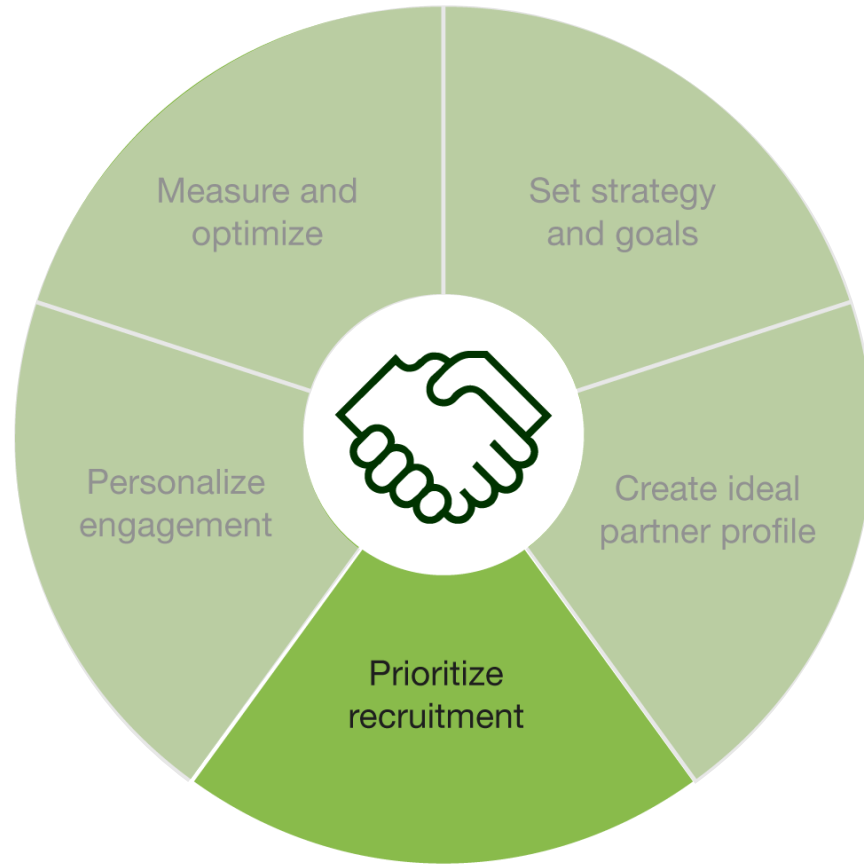 Measure and
optimize
Set strategy
and goals
Personalize
engagement
Create ideal
partner profile
Prioritize
recruitment